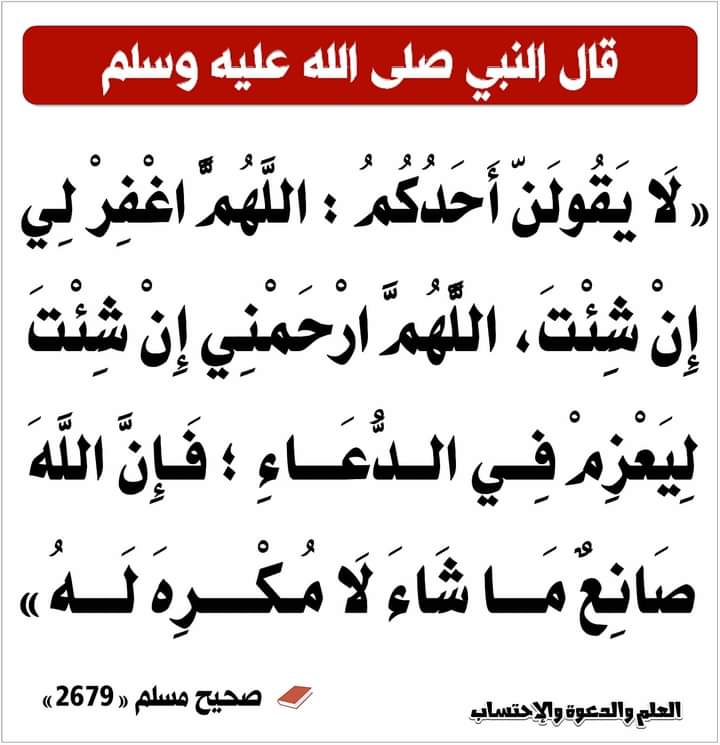 قال النبي صلى الله عليه وسلم
« لَا يَقُولَنّ أَحَدُكُمُ : اللَّهُمَّ اغْفِرْ لِي
إِنْ شِئْتَ، اللَّهُمَّ ارْحَمْنِي إِنْ شِئْتَ
لِيَعْزِمْ فِي الدُّعَاءِ ؛ فَإِنَّ اللَّهَ
صَانِعٌ مَا شَاءَ لَا مُكْرِهَ لَهُ »
صحيح مسلم « 2679 »
العلم والدعوة والإحتساب